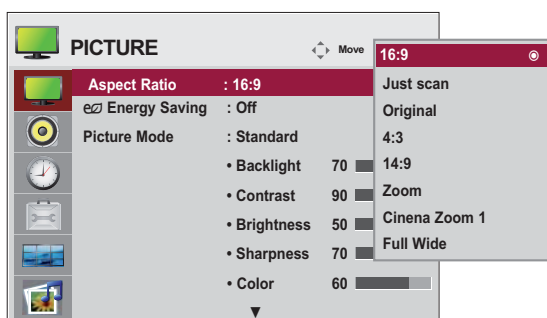 PICTURE
Move
Aspect Ratio : 16:9
Energy Saving : Off
Picture Mode : Standard
• Backlight 70
• Contrast 90
• Brightness 50
• Sharpness 70
• Color 60
▼
16:9
Just scan
Original
4:3
14:9
Zoom
Cinena Zoom 1
Full Wide